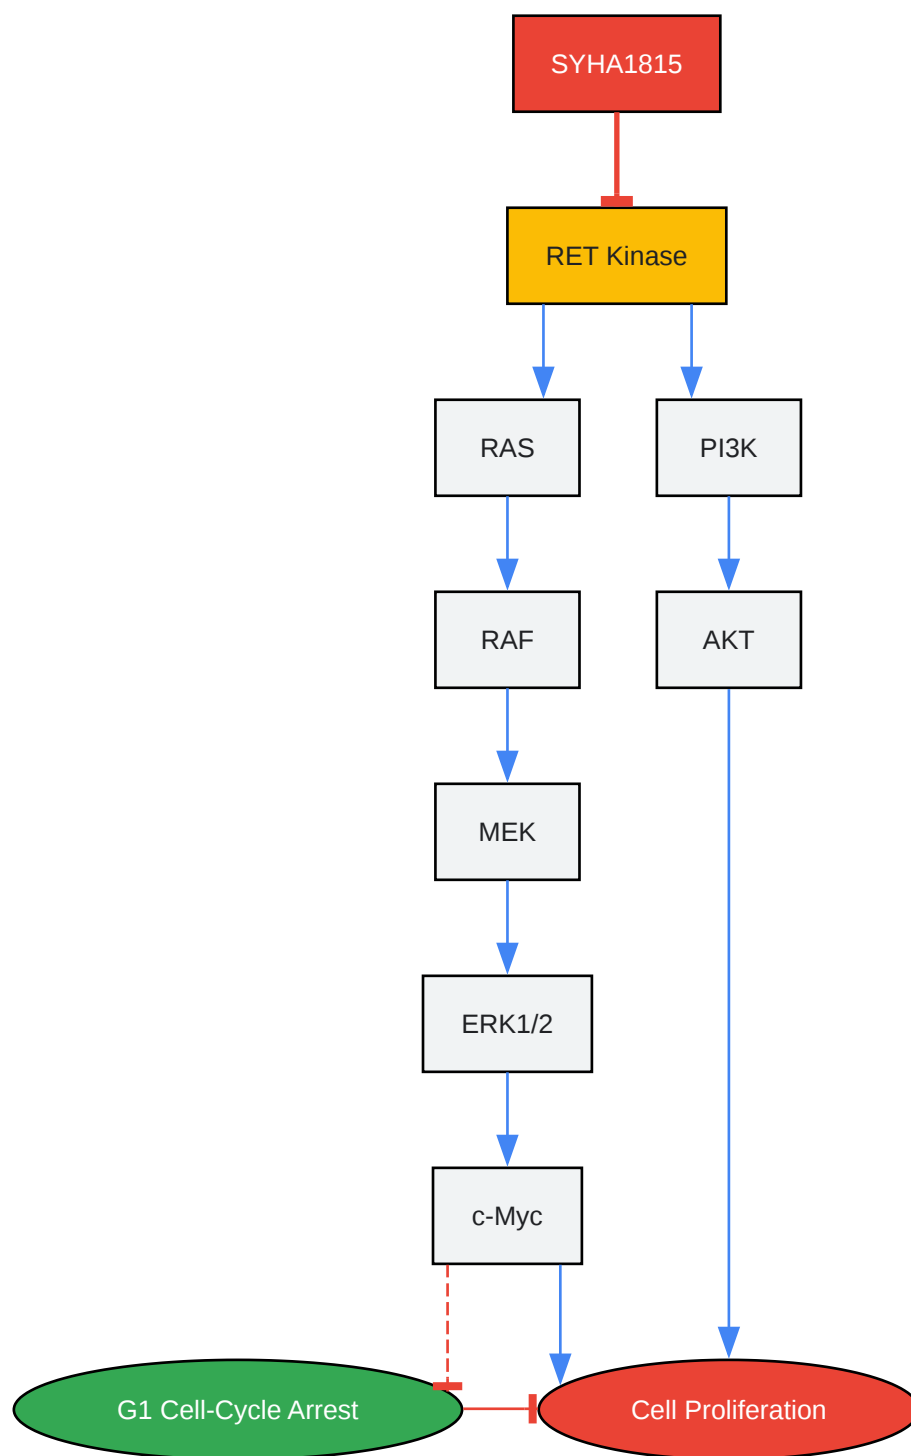 SYHA1815
RET Kinase
RAS
PI3K
RAF
AKT
MEK
ERK1/2
c-Myc
G1 Cell-Cycle Arrest
Cell Proliferation